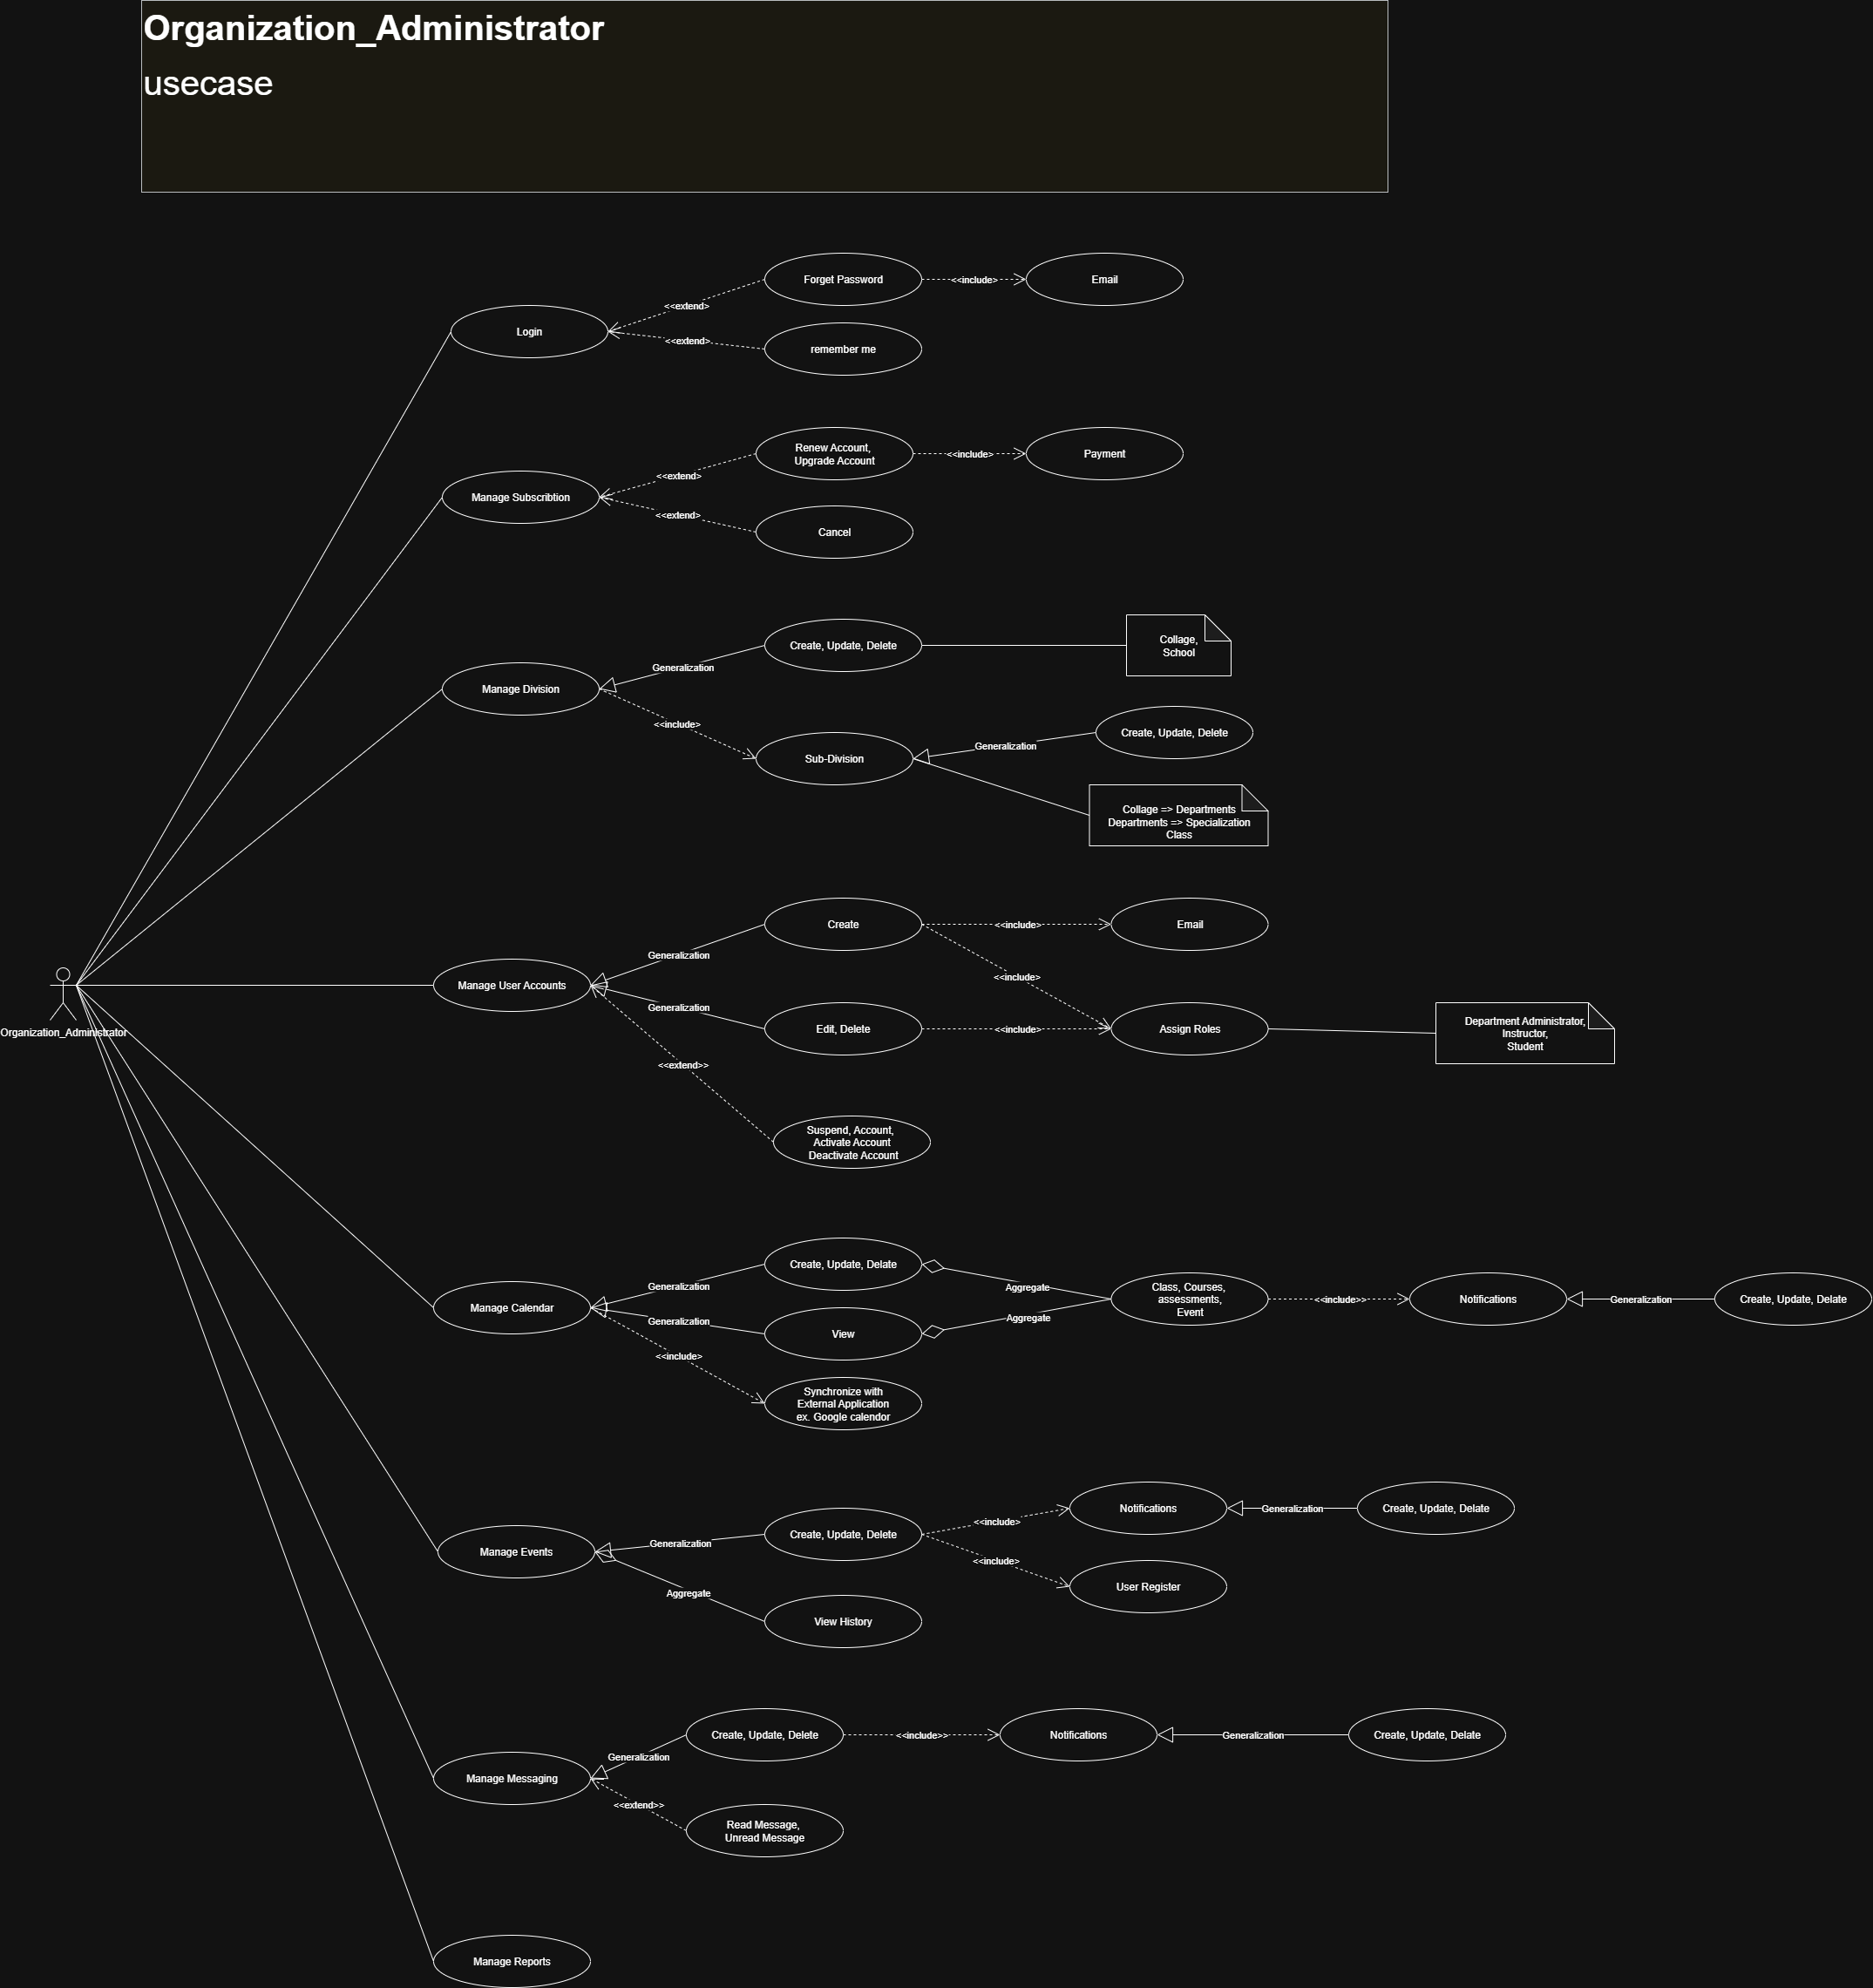 Organization_Administrator
usecase
Forget Password
<<include>
Email
<<extend>
Login
<<extend>
remember me
Renew Account,
Upgrade Account
<<include>
Payment
<<extend>
Manage Subscribtion
<<extend>
Cancel
Create, Update, Delete
Collage,
School
Generalization
Manage Division
<<include>
Create, Update, Delete
Generalization
Sub-Division
Collage => Departments
Departments => Specialization
Class
Create
<<include>
Email
Generalization
<<include>
Manage User Accounts
Generalization
Edit, Delete
<<include>
Assign Roles
Department Administrator,
Instructor,
Student
Organization_Administrator
<<extend>>
Suspend, Account,
Activate Account
Deactivate Account
Create, Update, Delate
Generalization
Aggregate
Class, Courses,
assessments,
Event
<<include>>
Notifications
Generalization
Create, Update, Delate
Manage Calendar
Generalization
Aggregate
View
<<include>
Synchronize with
External Application
ex. Google calendor
Notifications
Generalization
Create, Update, Delate
<<include>
Create, Update, Delete
Generalization
Manage Events
<<include>
User Register
Aggregate
View History
Create, Update, Delete
<<include>>
Notifications
Generalization
Create, Update, Delate
Generalization
Manage Messaging
<<extend>>
Read Message,
Unread Message
Manage Reports